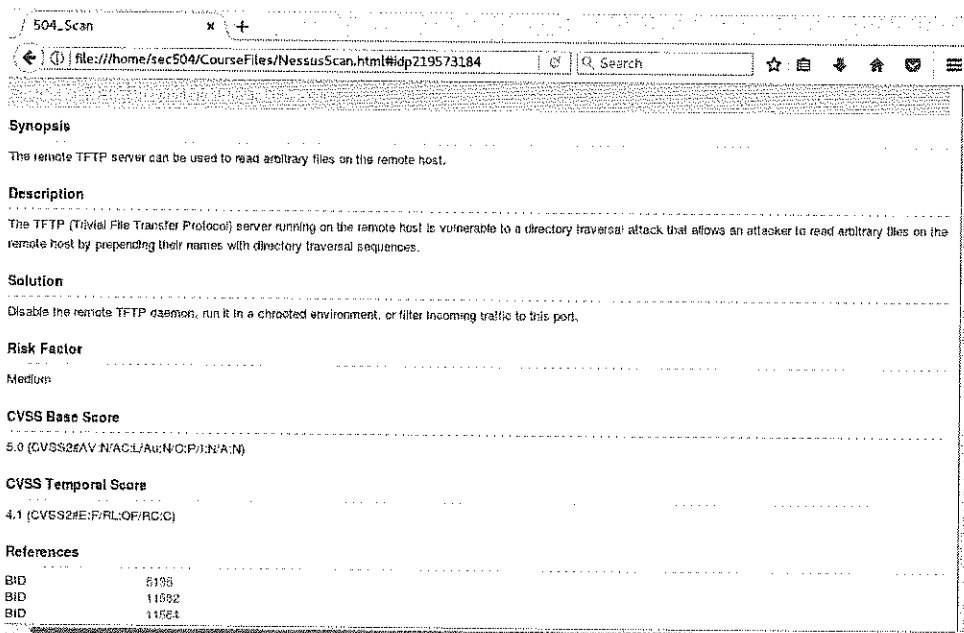 504_Scan × +
file:///home/sec504/CourseFiles/NessusScan.html#idp219573184 Search
Synopsis
The remote TFTP server can be used to read arbitrary files on the remote host.
Description
The TFTP (Trivial File Transfer Protocol) server running on the remote host is vulnerable to a directory traversal attack that allows an attacker to read arbitrary files on the
remote host by prepending their names with directory traversal sequences.
Solution
Disable the remote TFTP daemon, run it in a chrooted environment, or filter incoming traffic to this port.
Risk Factor
Medium
CVSS Base Score
5.0 (CVSS2#AV:N/AC:L/Au:N/C:P/I:N/A:N)
CVSS Temporal Score
4.1 (CVSS2#E:F/RL:OF/RC:C)
References
BID
BID 11582
BID 11584